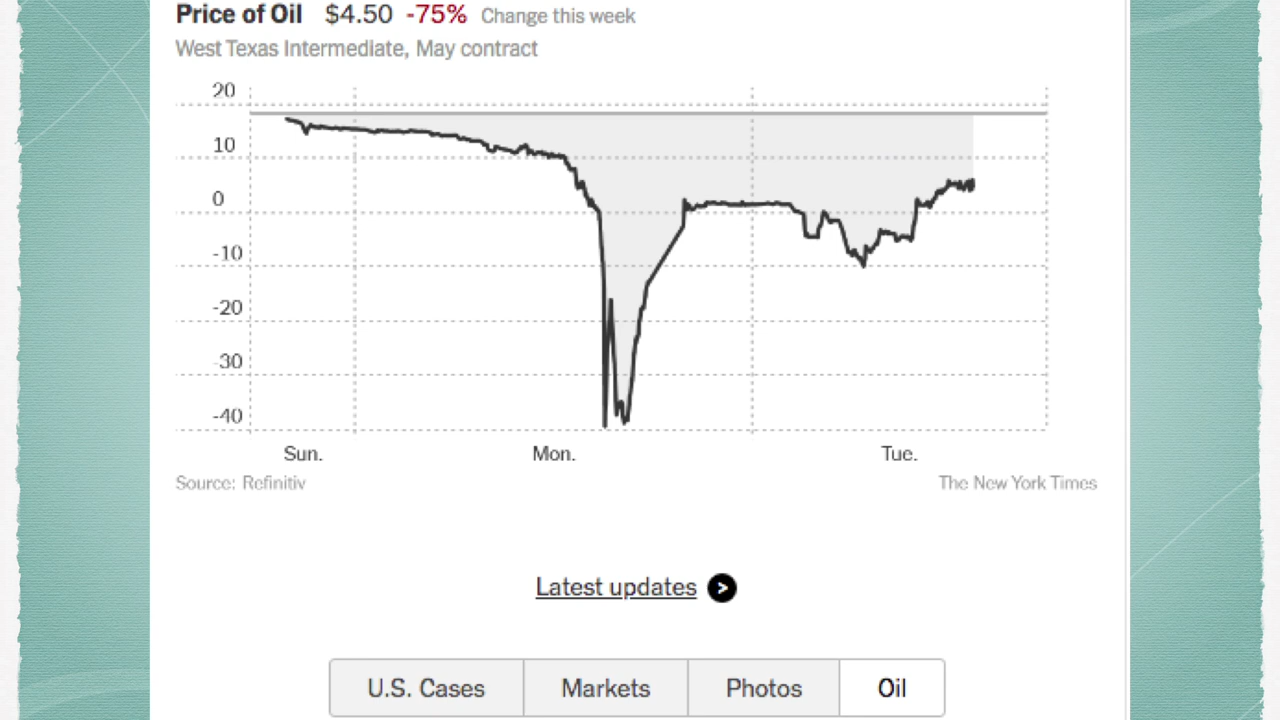 Price of Oil $4.50 -75% Change this week
West Texas Intermediate, May contract
20
10
0
-10
-20
-30
-40
Sun. Mon. Tue.
Source: Refinitiv The New York Times
Latest updates >
U.S. Cases Markets Photos Oil